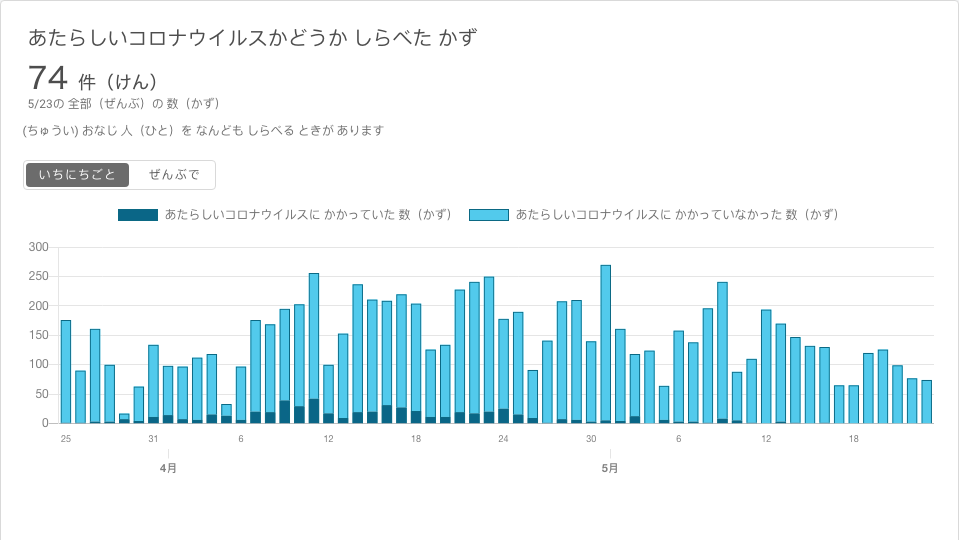 あたらしいコロナウイルスかどうか しらべた かず
74 件（けん）
5/23の 全部（ぜんぶ）の 数（かず）
(ちゅうい) おなじ 人（ひと）を なんども しらべる ときが あります
いちにちごと ぜんぶで
あたらしいコロナウイルスに かかっていた 数（かず） あたらしいコロナウイルスに かかっていなかった 数（かず）
300
250
200
150
100
50
0
25 31 6 12 18 24 30 6 12 18
4月 5月